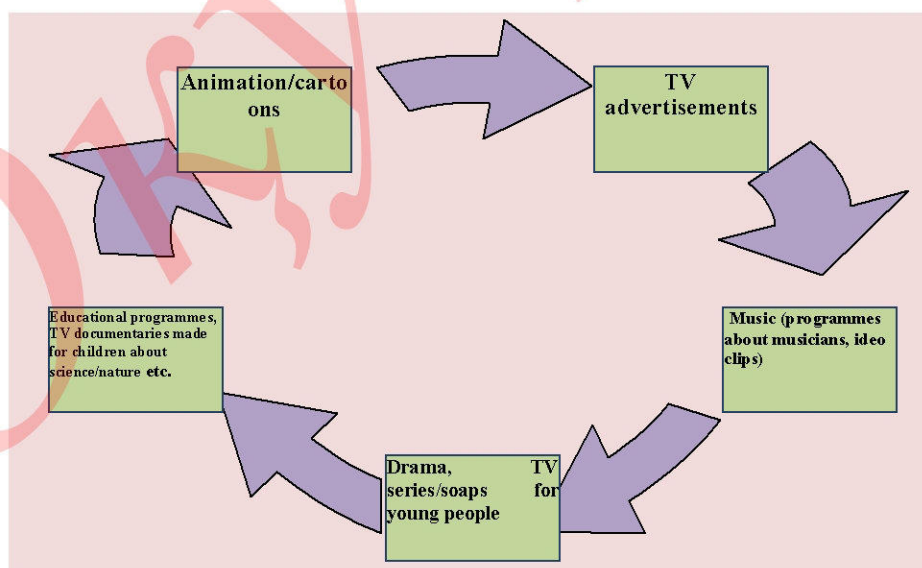 Animation/carto
ons
TV
advertisements
Music (programmes
about musicians, ideo
clips)
Drama, TV
series/soaps for
young people
Educational programmes,
TV documentaries made
for children about
science/nature etc.